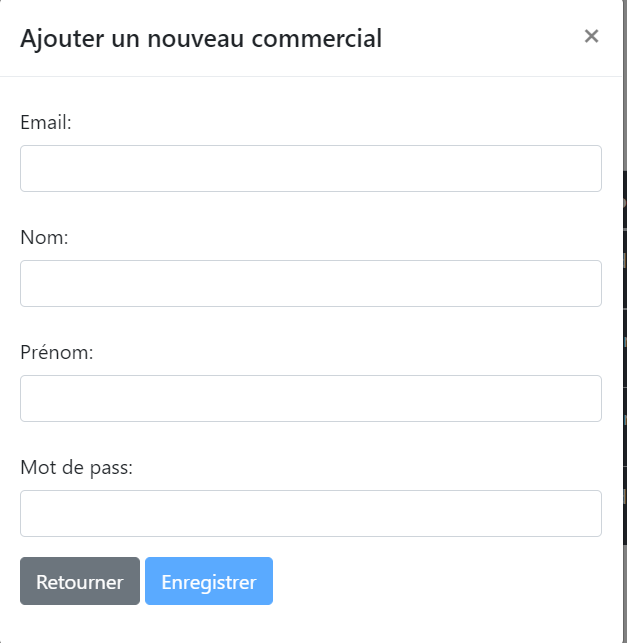 Ajouter un nouveau commercial ×
Email:
Nom:
Prénom:
Mot de pass:
Retourner Enregistrer